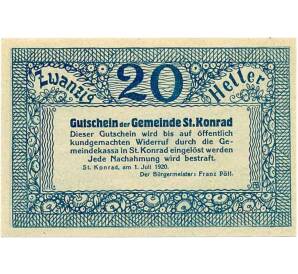 Zwanzig 20 Heller
Gutschein der Gemeinde St. Konrad
Dieser Gutschein wird bis auf öffentlich
kundgemachten Widerruf durch die Ge-
meindekassa in St. Konrad eingelöst werden
Jede Nachahmung wird bestraft.
St. Konrad, am 1. Juli 1920.
Der Bürgermeister: Franz Pöll.